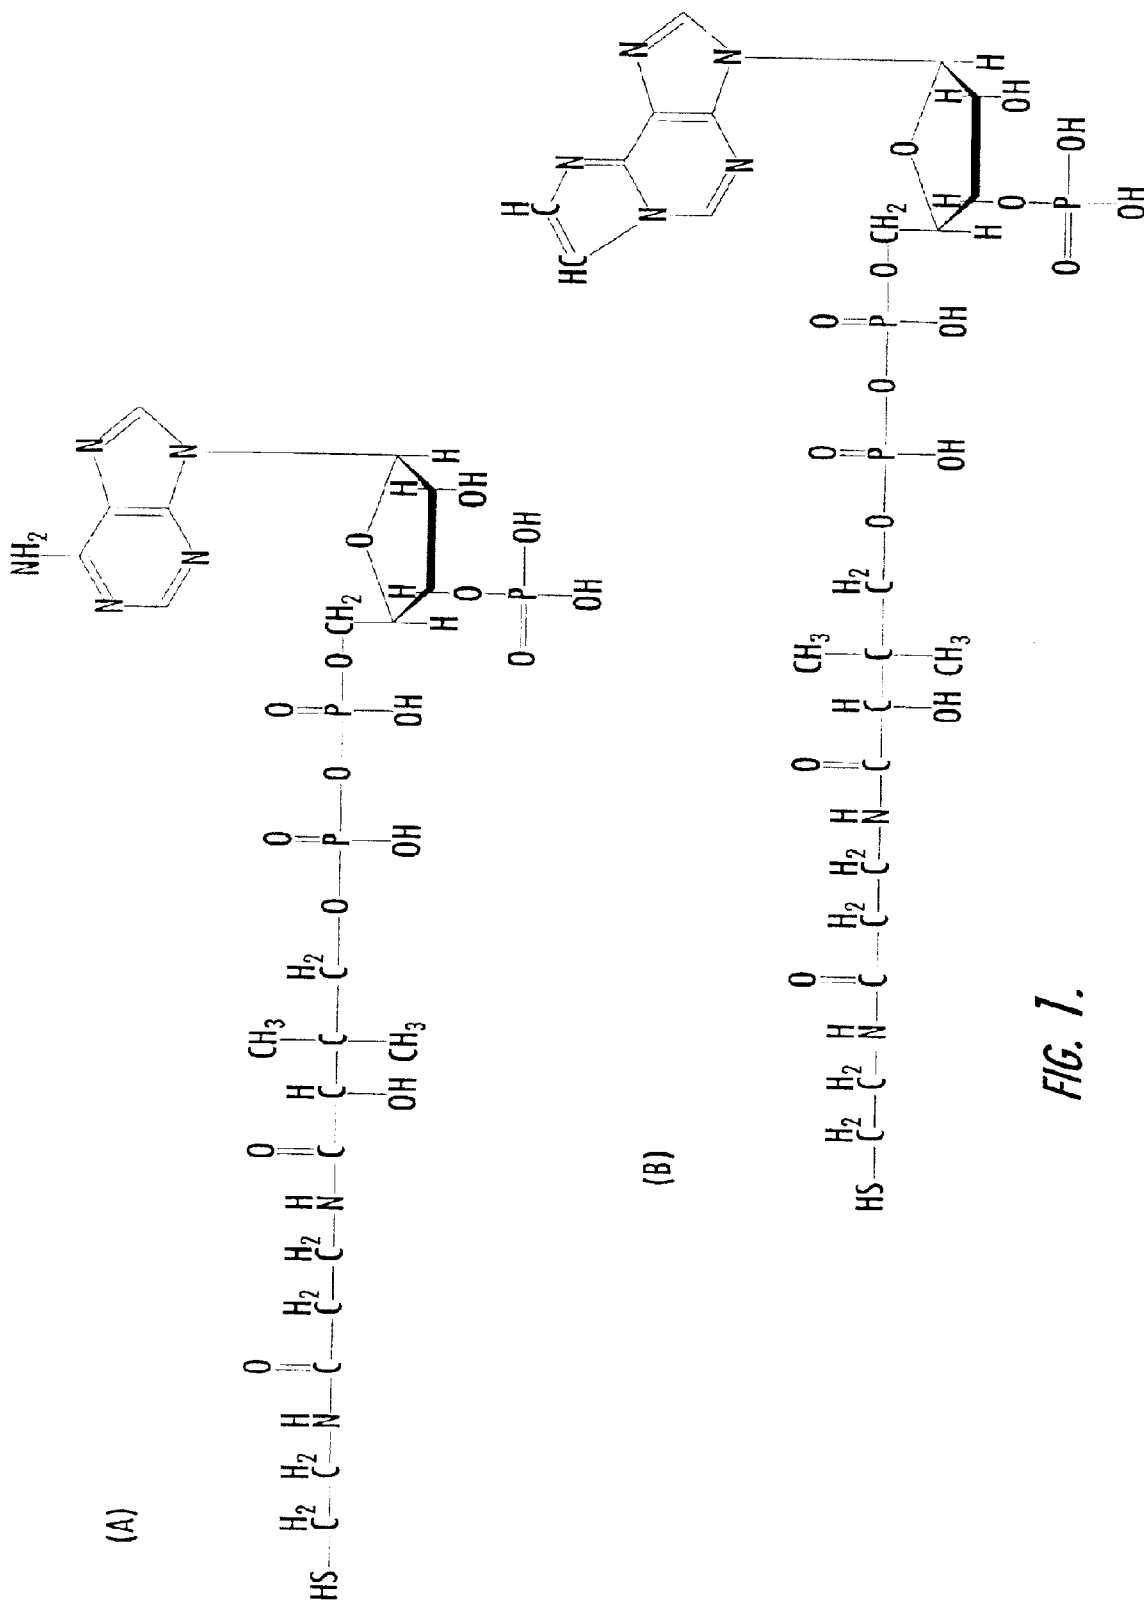 NH2
N N
(A)
N N
O O CH3 O O
H2 H2 H H2 H2 H H H2
HS C C N C C C N C C C C O P O P O CH2
O
OH CH3 OH OH H H
H H
O OH
O P OH
OH
H
C
HC N
N
(B)
N
N N
O O CH3 O O
H2 H2 H H2 H2 H H H2
HS C C N C C C N C C C C O P O P O CH2
O
OH CH3 OH OH H H
H H
O OH
O P OH
OH
FIG. 1.